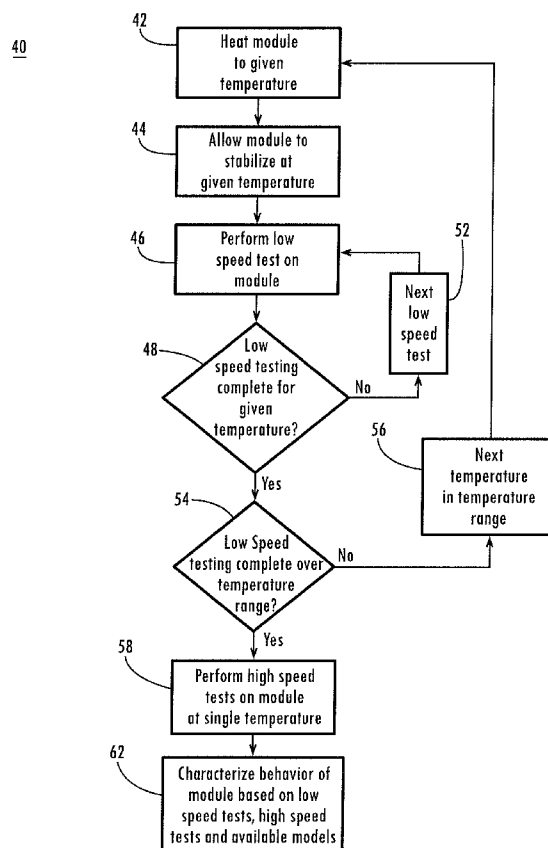 40
42
Heat module
to given
temperature
44
Allow module to
stabilize at
given temperature
46
Perform low
speed test on
module
52
Next
low
speed
test
48
Low
speed testing
complete for
given
temperature?
No
Yes
56
Next
temperature
in temperature
range
54
Low Speed
testing complete over
temperature
range?
No
Yes
58
Perform high speed
tests on module
at single temperature
62
Characterize behavior of
module based on low
speed tests, high speed
tests and available models